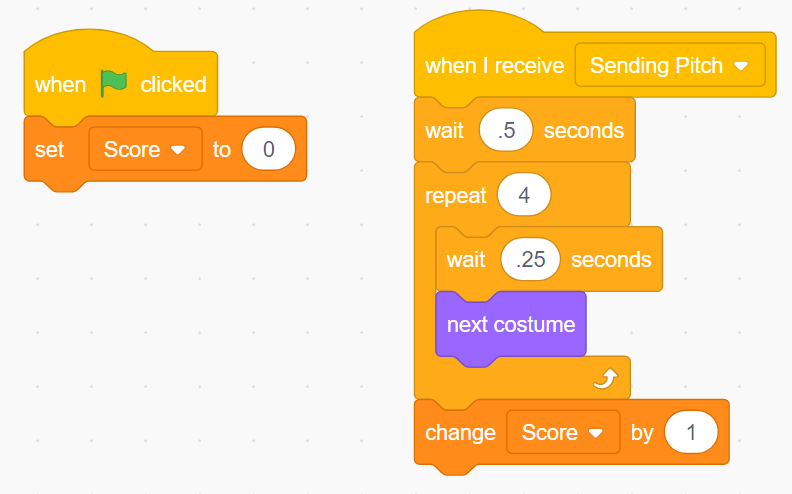 when clicked
set Score to 0
when I receive Sending Pitch
wait .5 seconds
repeat 4
wait .25 seconds
next costume
change Score by 1